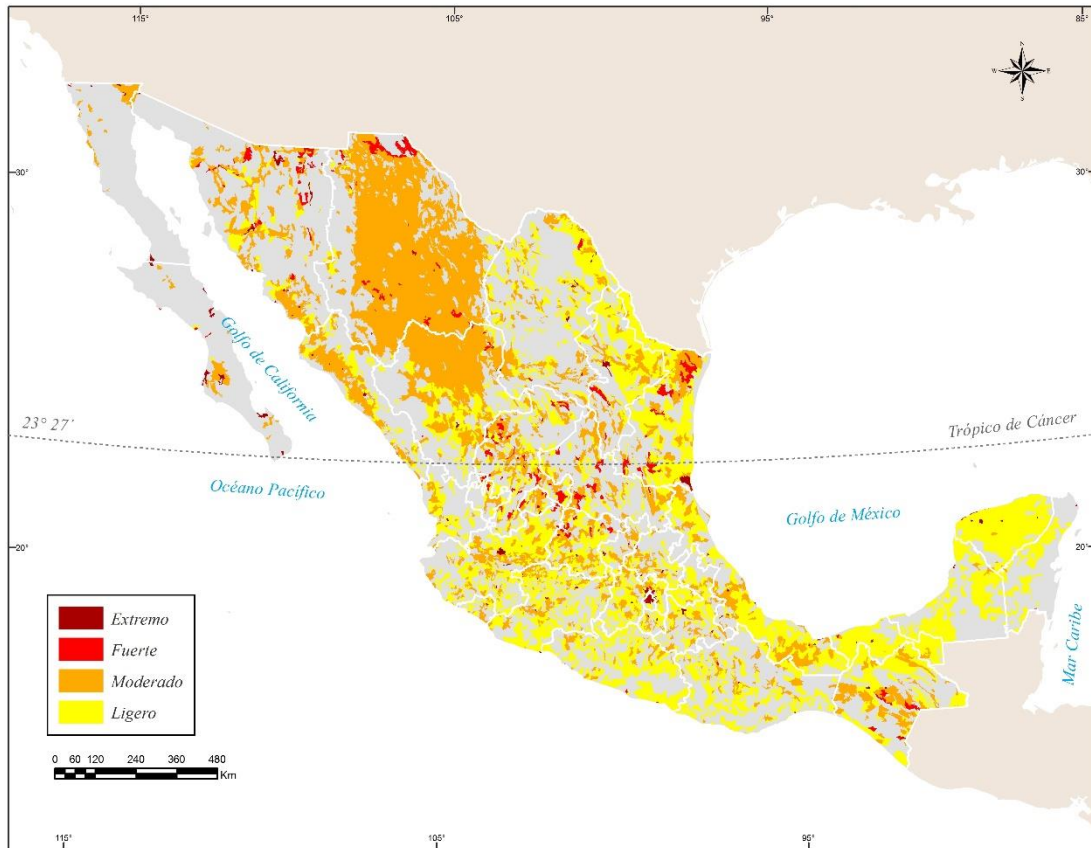 115°
105°
95°
85°
N
W
E
S
30°
30°
Golfo de California
23° 27´
Trópico de Cáncer
Océano Pacífico
Golfo de México
20°
20°
Mar Caribe
Extremo
Fuerte
Moderado
Ligero
0 60 120 240 360 480
Km
115°
105°
95°